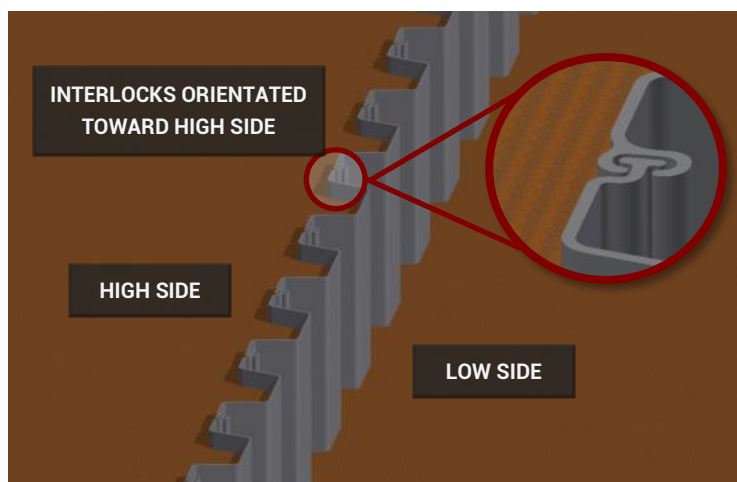 INTERLOCKS ORIENTATED
TOWARD HIGH SIDE
HIGH SIDE
LOW SIDE